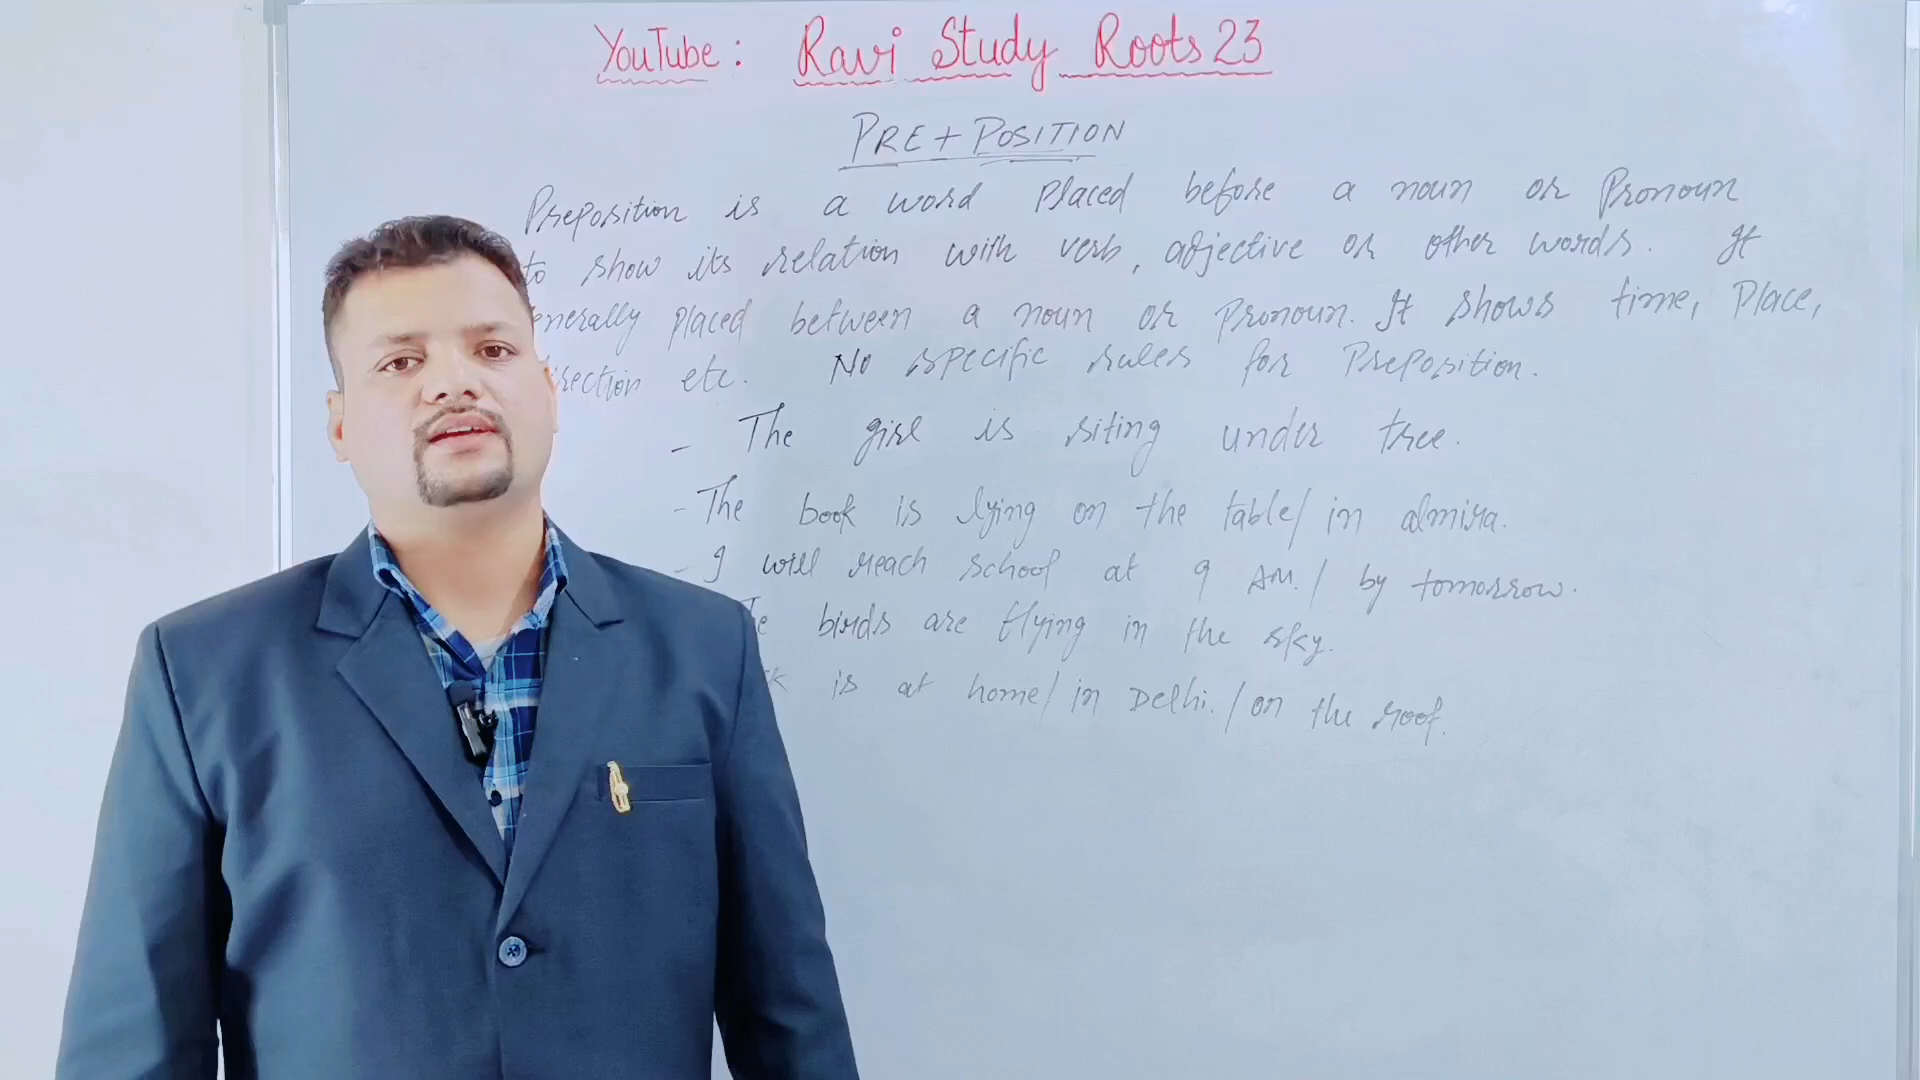 YouTube: Ravi Study Roots 23
PRE + POSITION
Preposition is a word Placed before a noun or Pronoun
to show its relation with verb, adjective or other words. It
enerally placed between a noun or Pronoun. It shows time, Place,
irection etc. No specific rules for Preposition.
- The girl is siting under tree.
- The book is lying on the table/ in almira.
- I will reach school at 9 AM. / by tomorrow.
birds are flying in the sky.
is at home/ in Delhi. / on the roof.